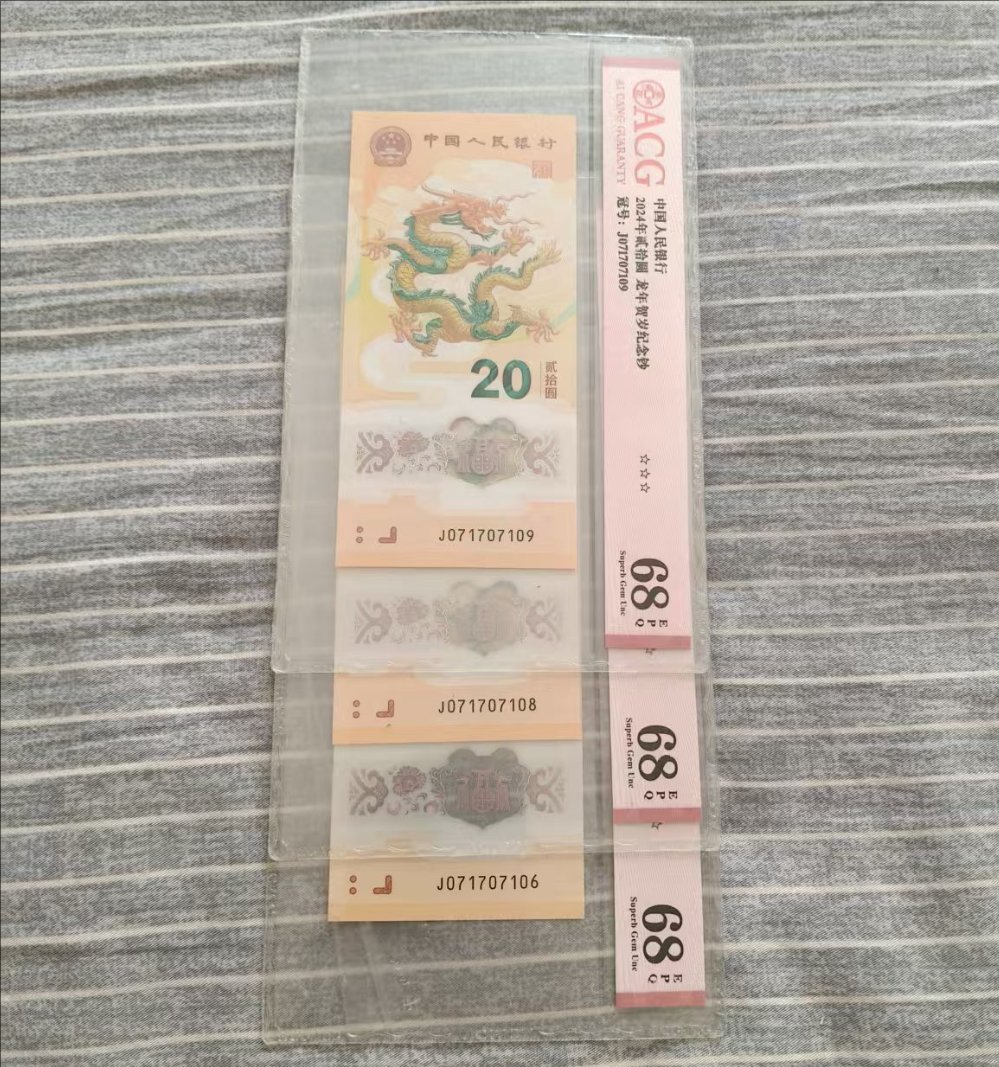 中国人民银行
20
贰拾圆
J071707109
J071707108
J071707106
ACG
AI CANG GUARANTY
中国人民银行
2024年贰拾圆 龙年贺岁纪念钞
冠号：J071707109
☆☆☆
68
EPQ
Superb Gem Unc
68
EPQ
Superb Gem Unc
68
EPQ
Superb Gem Unc